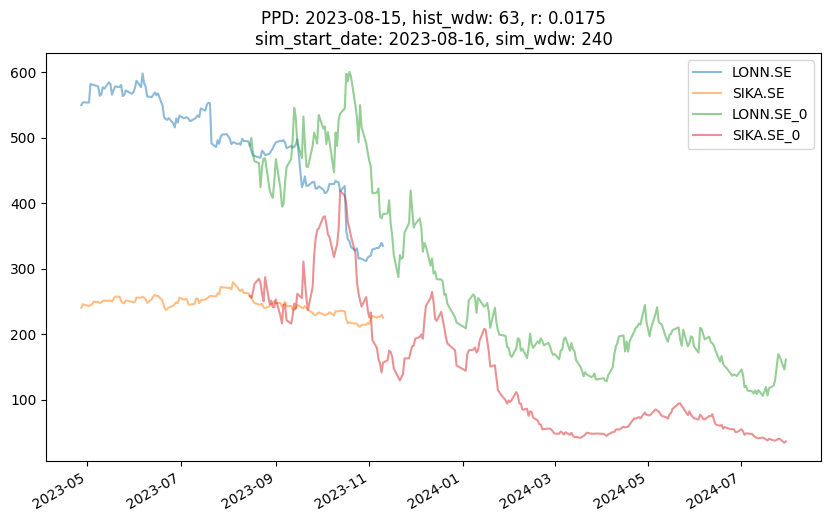 PPD: 2023-08-15, hist_wdw: 63, r: 0.0175
sim_start_date: 2023-08-16, sim_wdw: 240
LONN.SE
SIKA.SE
LONN.SE_0
SIKA.SE_0
600
500
400
300
200
100
2023-05
2023-07
2023-09
2023-11
2024-01
2024-03
2024-05
2024-07